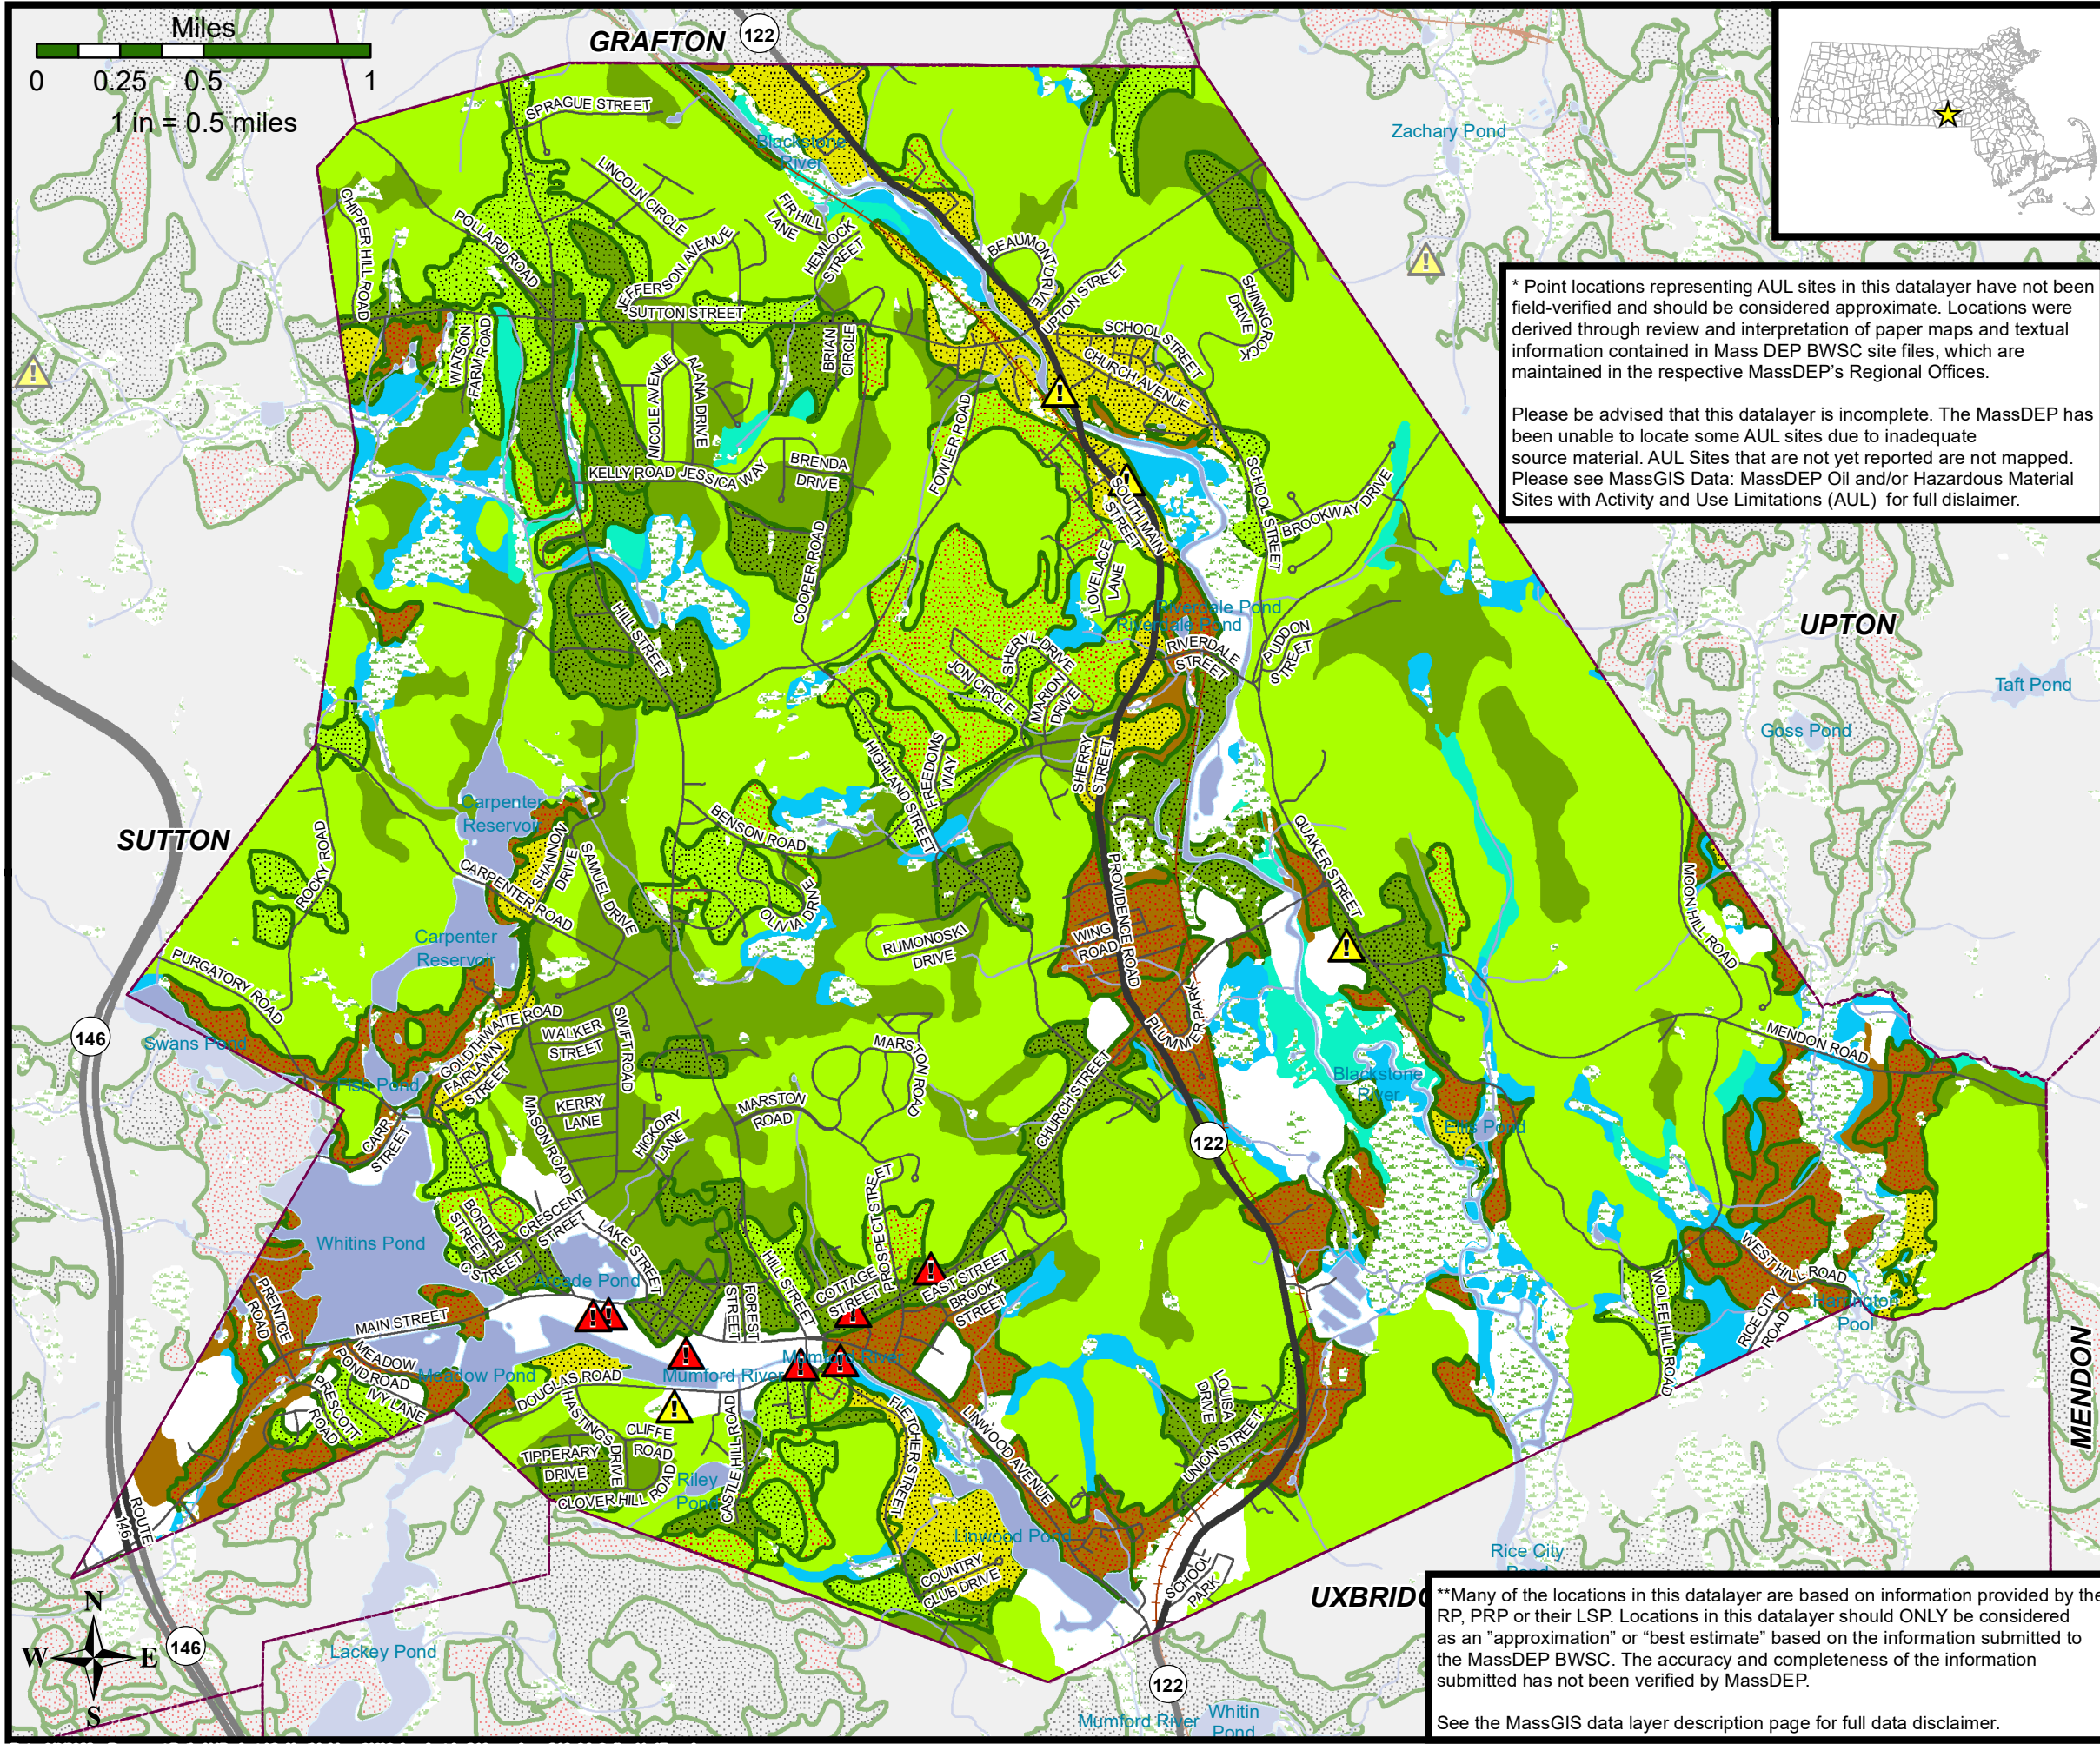 Miles
0 0.25 0.5 1
1 in = 0.5 miles
GRAFTON
122
Zachary Pond
SPRAGUE STREET
Blackstone
River
LINCOLN CIRCLE
FIR HILL
LANE
HEMLOCK
STREET
CHIPPER HILL ROAD
POLLARD ROAD
JEFFERSON AVENUE
SUTTON STREET
BEAUMONT DRIVE
UPTON STREET
SHINING ROCK
DRIVE
SCHOOL STREET
CHURCH AVENUE
WATSON
FARM ROAD
NICOLE AVENUE
ALANA DRIVE
BRIAN
CIRCLE
FOWLER ROAD
KELLY ROAD
JESSICA WAY
BRENDA
DRIVE
COOPER ROAD
SOUTH MAIN
STREET
SCHOOL STREET
BROOKWAY DRIVE
* Point locations representing AUL sites in this datalayer have not been
field-verified and should be considered approximate. Locations were
derived through review and interpretation of paper maps and textual
information contained in Mass DEP BWSC site files, which are
maintained in the respective MassDEP's Regional Offices.
Please be advised that this datalayer is incomplete. The MassDEP has
been unable to locate some AUL sites due to inadequate
source material. AUL Sites that are not yet reported are not mapped.
Please see MassGIS Data: MassDEP Oil and/or Hazardous Material
Sites with Activity and Use Limitations (AUL) for full dislaimer.
LOVELACE
LANE
HILL STREET
Riverdale Pond
Riverdale Pond
RIVERDALE
STREET
PUDDON
STREET
UPTON
Taft Pond
Goss Pond
SHERYL DRIVE
JON CIRCLE
MARION
DRIVE
HIGHLAND STREET
FREEDOMS
WAY
SHERRY
STREET
SUTTON
Carpenter
Reservoir
BENSON ROAD
ROCKY ROAD
SHANNON
DRIVE
CARPENTER ROAD
SAMUEL DRIVE
OLIVIA DRIVE
QUAKER STREET
MOON HILL ROAD
Carpenter
Reservoir
RUMONOSKI
DRIVE
WING
ROAD
PROVIDENCE ROAD
PLUMMER PARK
PURGATORY ROAD
146
Swans Pond
Fish Pond
GOLDTHWAITE ROAD
FAIRLAWN
STREET
WALKER
STREET
SWIFT ROAD
MARSTON ROAD
MARSTON
ROAD
CHURCH STREET
MENDON ROAD
Blackstone
River
Ellis Pond
122
CARR
STREET
MASON ROAD
KERRY
LANE
HICKORY
LANE
Whitins Pond
BORDER
STREET
C STREET
CRESCENT
STREET
LAKE STREET
Arcade Pond
PROSPECT STREET
HILL STREET
COTTAGE
STREET
EAST STREET
BROOK
STREET
FOREST
STREET
WEST HILL ROAD
WOLFE HILL ROAD
RICE CITY
ROAD
Harrington
Pool
PRENTICE
ROAD
MAIN STREET
MEADOW
POND ROAD
IVY LANE
PRESCOTT
ROAD
Meadow Pond
DOUGLAS ROAD
Mumford River
Mumford River
HASTINGS DRIVE
CLIFFE
ROAD
TIPPERARY
DRIVE
CLOVER HILL ROAD
Riley
Pond
CASTLE HILL ROAD
FLETCHER STREET
LINWOOD AVENUE
LOUISA
DRIVE
UNION STREET
MENDON
Linwood Pond
COUNTRY
CLUB DRIVE
SCHOOL
PARK
ROUTE
146
N
W E
S
146
Lackey Pond
UXBRIDG
Rice City
122
Mumford River
Whitin
Pond
**Many of the locations in this datalayer are based on information provided by the
RP, PRP or their LSP. Locations in this datalayer should ONLY be considered
as an "approximation" or "best estimate" based on the information submitted to
the MassDEP BWSC. The accuracy and completeness of the information
submitted has not been verified by MassDEP.
See the MassGIS data layer description page for full data disclaimer.